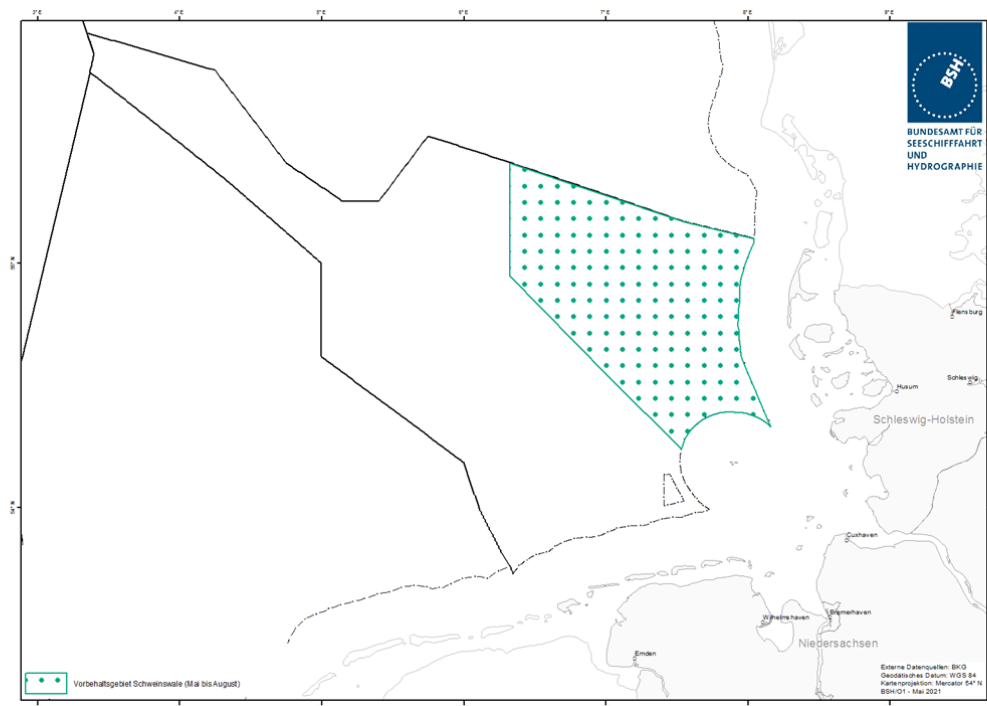 3°E 4°E 5°E 6°E 7°E 8°E 9°E
BSH
BUNDESAMT FÜR
SEESCHIFFFAHRT
UND
HYDROGRAPHIE
55°N
Flensburg
Schleswig
Husum
Schleswig-Holstein
54°N
Cuxhaven
Bremerhaven
Wilhelmshaven
Niedersachsen
Emden
Externe Datenquellen: BKG
Geodätisches Datum: WGS 84
Kartenprojektion: Mercator 54° N
BSH/O1 - Mai 2021
Vorbehaltsgebiet Schweinswale (Mai bis August)